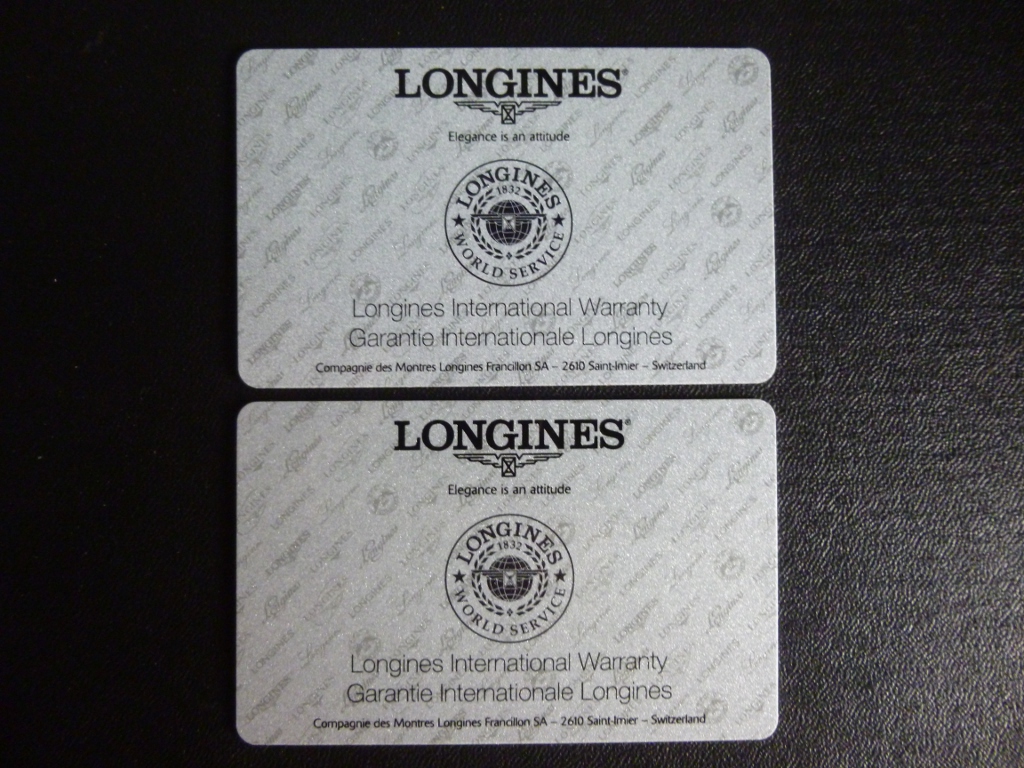 LONGINES®
Elegance is an attitude
LONGINES
1832
WORLD SERVICE
Longines International Warranty
Garantie Internationale Longines
Compagnie des Montres Longines Francillon SA – 2610 Saint-Imier – Switzerland
LONGINES®
Elegance is an attitude
LONGINES
1832
WORLD SERVICE
Longines International Warranty
Garantie Internationale Longines
Compagnie des Montres Longines Francillon SA – 2610 Saint-Imier – Switzerland